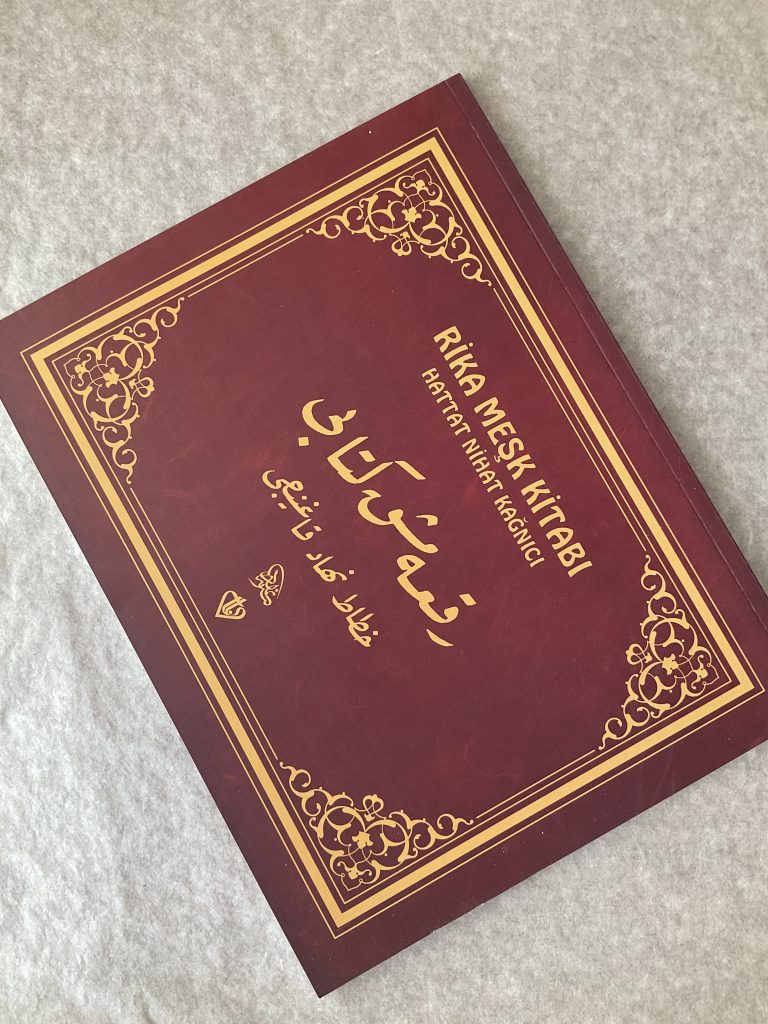 RİKA MEŞK KİTABI
HATTAT NİHAT KAĞNICI
رقعه مشق كتابى
خطاط نهاد قاغنيجى